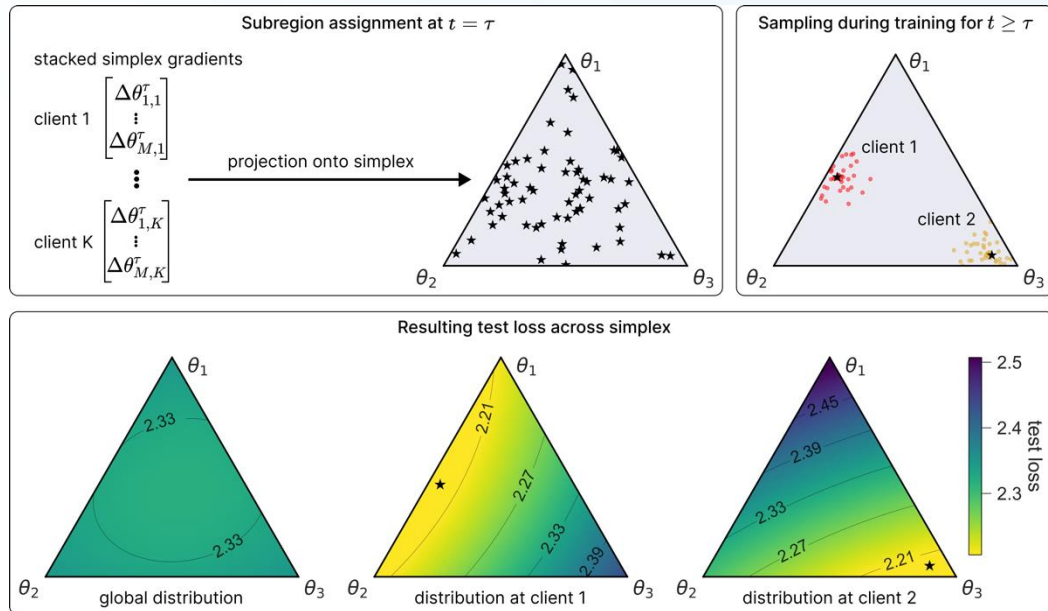 Subregion assignment at t = τ
stacked simplex gradients
client 1
Δθ^τ_{1,1}
⋮
Δθ^τ_{M,1}
⋮
client K
Δθ^τ_{1,K}
⋮
Δθ^τ_{M,K}
projection onto simplex
θ₁
θ₂
θ₃
Sampling during training for t ≥ τ
θ₁
client 1
client 2
θ₂
θ₃
Resulting test loss across simplex
θ₁
2.33
2.33
θ₂
θ₃
global distribution
θ₁
2.21
2.27
2.33
2.39
θ₂
θ₃
distribution at client 1
θ₁
2.45
2.39
2.33
2.27
2.21
θ₂
θ₃
distribution at client 2
2.5
2.4
2.3
test loss